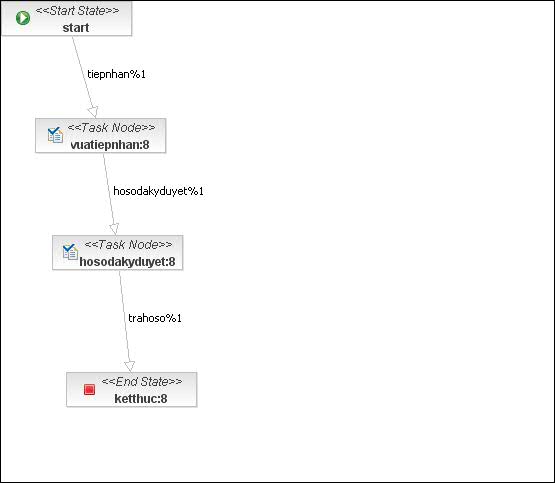 <<Start State>>
start
tiepnhan%1
<<Task Node>>
vuatiepnhan:8
hosodakyduyet%1
<<Task Node>>
hosodakyduyet:8
trahoso%1
<<End State>>
ketthuc:8